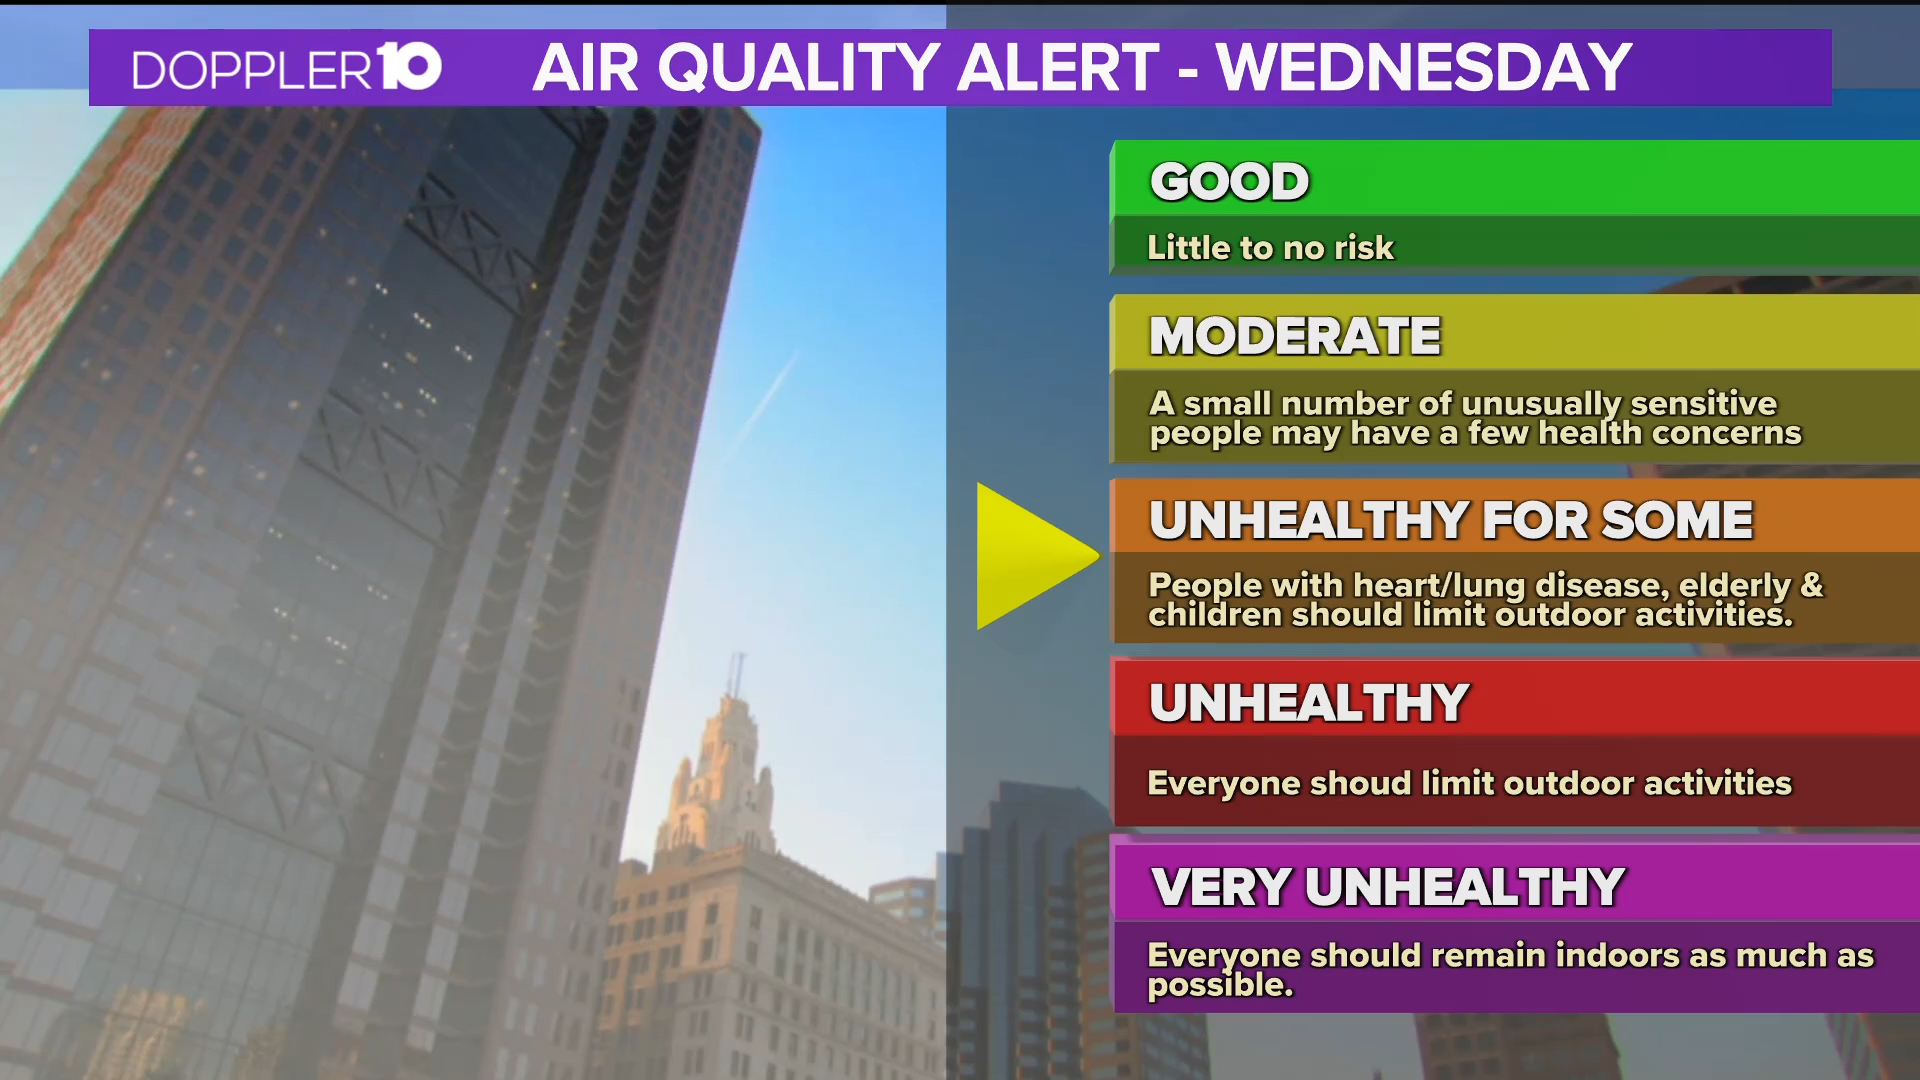 DOPPLER10 AIR QUALITY ALERT - WEDNESDAY
GOOD
Little to no risk
MODERATE
A small number of unusually sensitive
people may have a few health concerns
UNHEALTHY FOR SOME
People with heart/lung disease, elderly &
children should limit outdoor activities.
UNHEALTHY
Everyone shoud limit outdoor activities
VERY UNHEALTHY
Everyone should remain indoors as much as
possible.